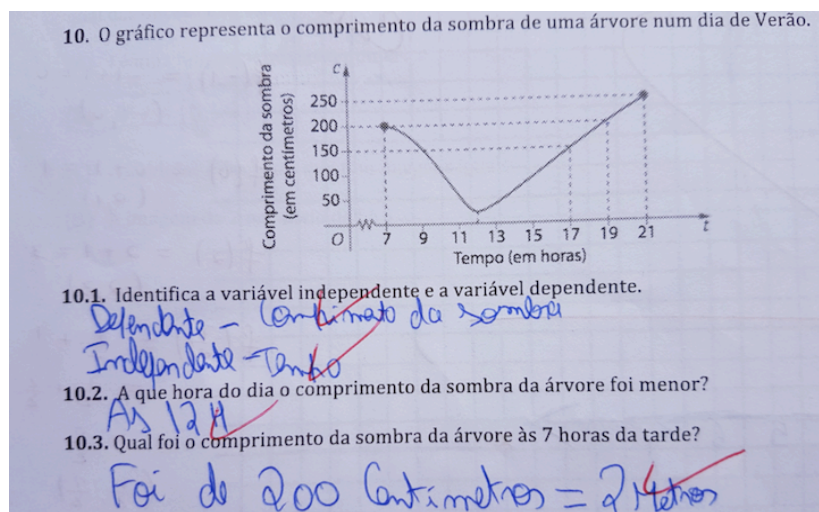 10. O gráfico representa o comprimento da sombra de uma árvore num dia de Verão.
Comprimento da sombra
(em centímetros)
C
250
200
150
100
50
O 7 9 11 13 15 17 19 21 t
Tempo (em horas)
10.1. Identifica a variável independente e a variável dependente.
Dependente - Comprimento da sombra
Independente - Tempo
10.2. A que hora do dia o comprimento da sombra da árvore foi menor?
As 12 H
10.3. Qual foi o comprimento da sombra da árvore às 7 horas da tarde?
Foi de 200 Centimetros = 2 Metros